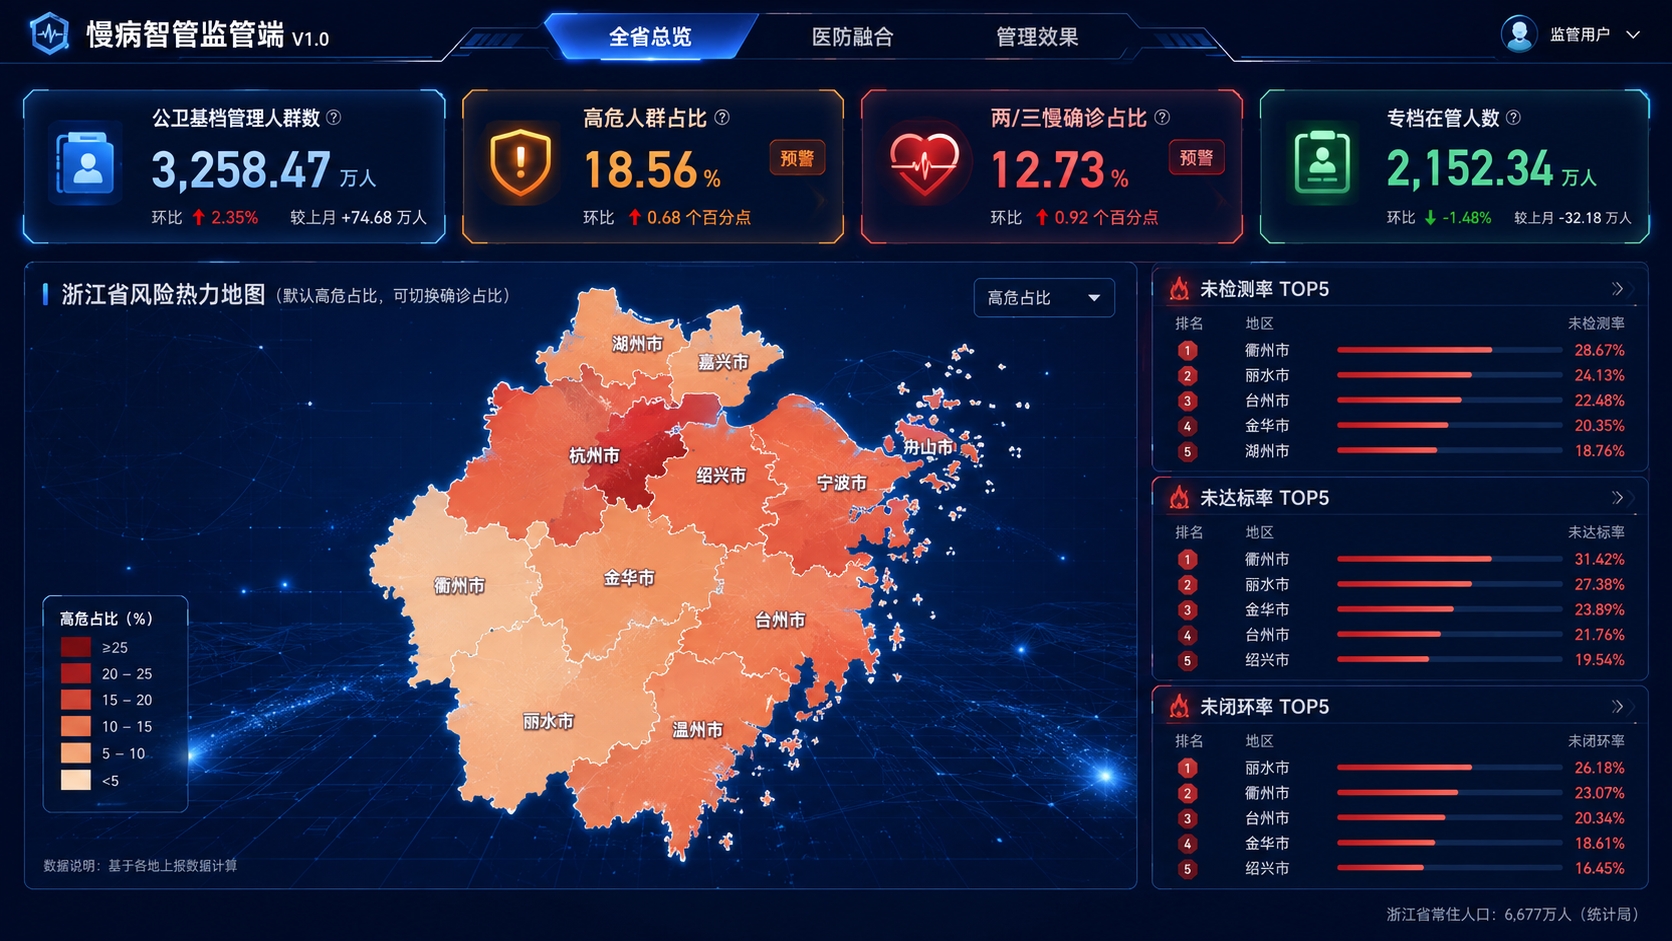 慢病智管监管端 V1.0
全省总览
医防融合
管理效果
监管用户
公卫基档管理人群数 ?
3,258.47 万人
环比 ↑ 2.35% 较上月 +74.68 万人
高危人群占比 ?
18.56 %
预警
环比 ↑ 0.68 个百分点
两/三慢确诊占比 ?
12.73 %
预警
环比 ↑ 0.92 个百分点
专档在管人数 ?
2,152.34 万人
环比 ↓ -1.48% 较上月 -32.18 万人
浙江省风险热力地图（默认高危占比，可切换确诊占比）
高危占比
湖州市
嘉兴市
杭州市
绍兴市
宁波市
舟山市
衢州市
金华市
台州市
丽水市
温州市
高危占比（%）
≥25
20 – 25
15 – 20
10 – 15
5 – 10
<5
数据说明：基于各地上报数据计算
未检测率 TOP5
排名 地区 未检测率
1 衢州市 28.67%
2 丽水市 24.13%
3 台州市 22.48%
4 金华市 20.35%
5 湖州市 18.76%
未达标率 TOP5
排名 地区 未达标率
1 衢州市 31.42%
2 丽水市 27.38%
3 金华市 23.89%
4 台州市 21.76%
5 绍兴市 19.54%
未闭环率 TOP5
排名 地区 未闭环率
1 丽水市 26.18%
2 衢州市 23.07%
3 台州市 20.34%
4 金华市 18.61%
5 绍兴市 16.45%
浙江省常住人口：6,677万人（统计局）